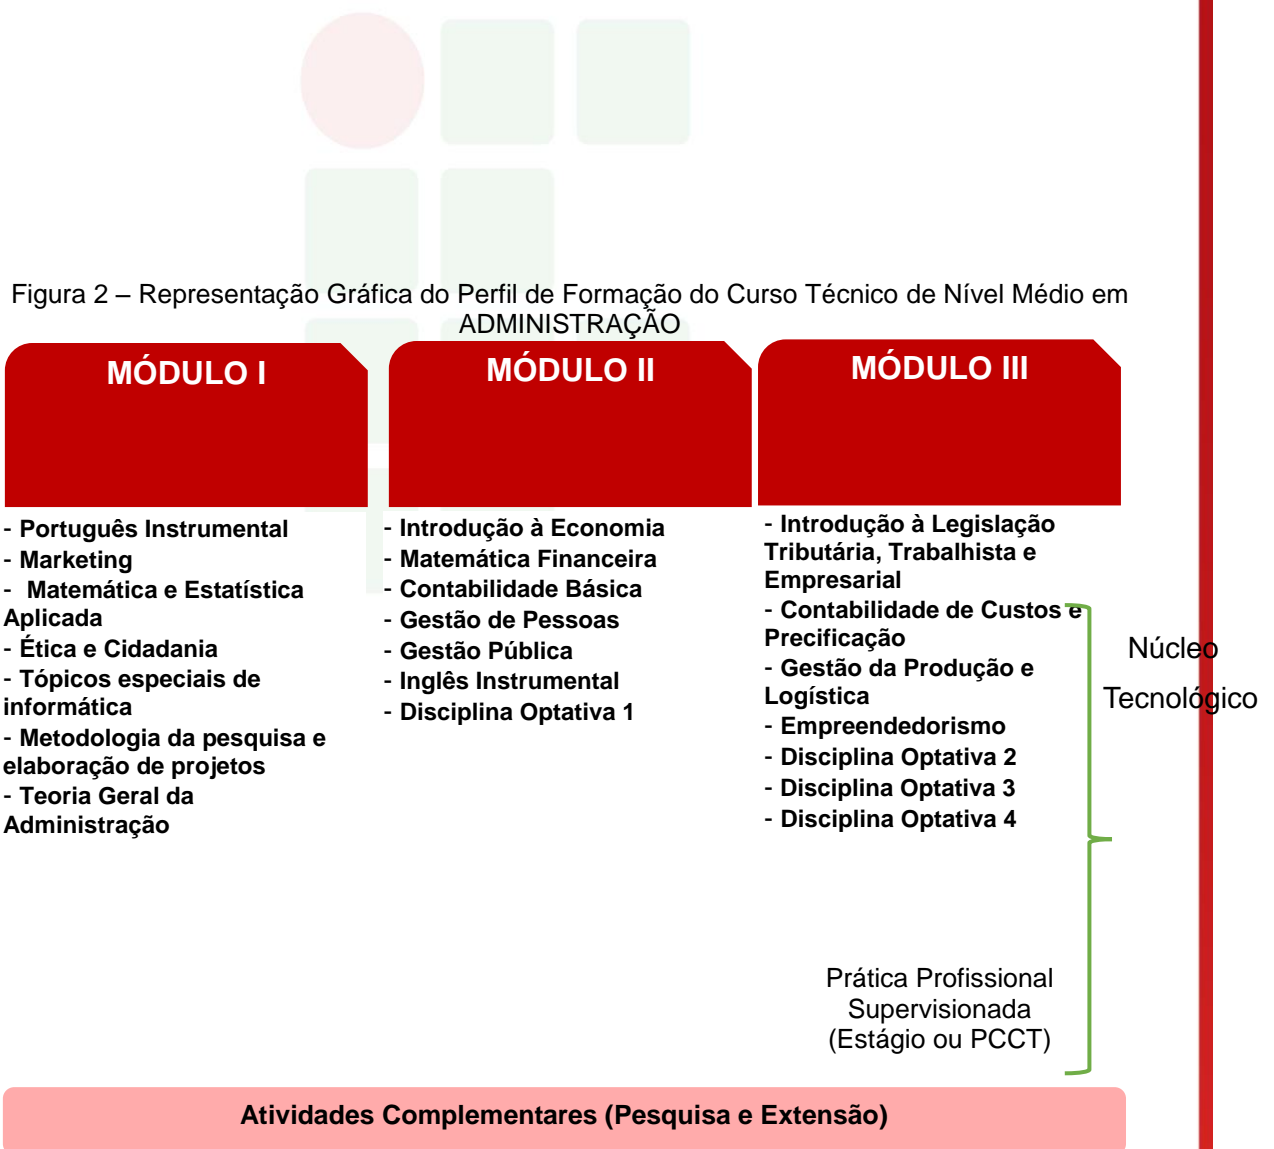 Figura 2 – Representação Gráfica do Perfil de Formação do Curso Técnico de Nível Médio em
ADMINISTRAÇÃO
MÓDULO I
- Português Instrumental
- Marketing
- Matemática e Estatística
Aplicada
- Ética e Cidadania
- Tópicos especiais de
informática
- Metodologia da pesquisa e
elaboração de projetos
- Teoria Geral da
Administração
MÓDULO II
- Introdução à Economia
- Matemática Financeira
- Contabilidade Básica
- Gestão de Pessoas
- Gestão Pública
- Inglês Instrumental
- Disciplina Optativa 1
MÓDULO III
- Introdução à Legislação
Tributária, Trabalhista e
Empresarial
- Contabilidade de Custos e
Precificação
- Gestão da Produção e
Logística
- Empreendedorismo
- Disciplina Optativa 2
- Disciplina Optativa 3
- Disciplina Optativa 4
Núcleo
Tecnológico
Prática Profissional
Supervisionada
(Estágio ou PCCT)
Atividades Complementares (Pesquisa e Extensão)